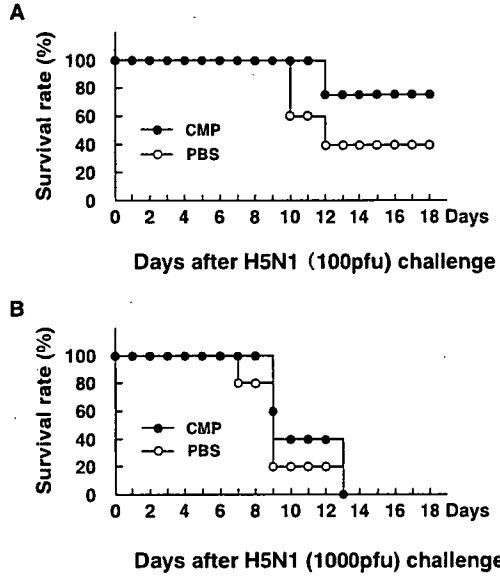 A
Survival rate (%)
100
80
60
40
20
0
CMP
PBS
0 2 4 6 8 10 12 14 16 18 Days
Days after H5N1 (100pfu) challenge
B
Survival rate (%)
100
80
60
40
20
0
CMP
PBS
0 2 4 6 8 10 12 14 16 18 Days
Days after H5N1 (1000pfu) challenge